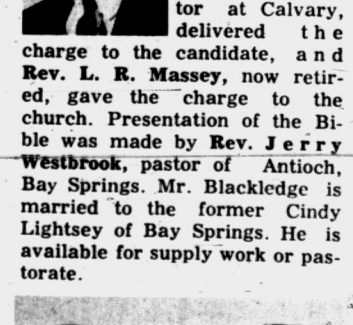 tor at Calvary,
delivered the
charge to the candidate, and
Rev. L. R. Massey, now retir-
ed, gave the charge to the
church. Presentation of the Bi-
ble was made by Rev. Jerry
Westbrook, pastor of Antioch,
Bay Springs. Mr. Blackledge is
married to the former Cindy
Lightsey of Bay Springs. He is
available for supply work or pas-
torate.